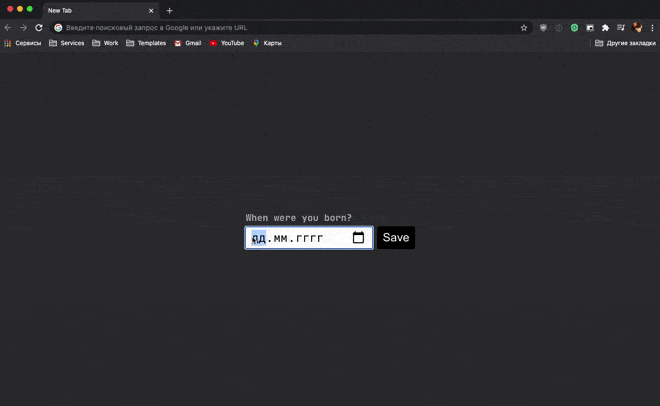 New Tab
Введите поисковый запрос в Google или укажите URL
Сервисы Services Work Templates Gmail YouTube Карты Другие закладки
When were you born?
дд.мм.гггг Save